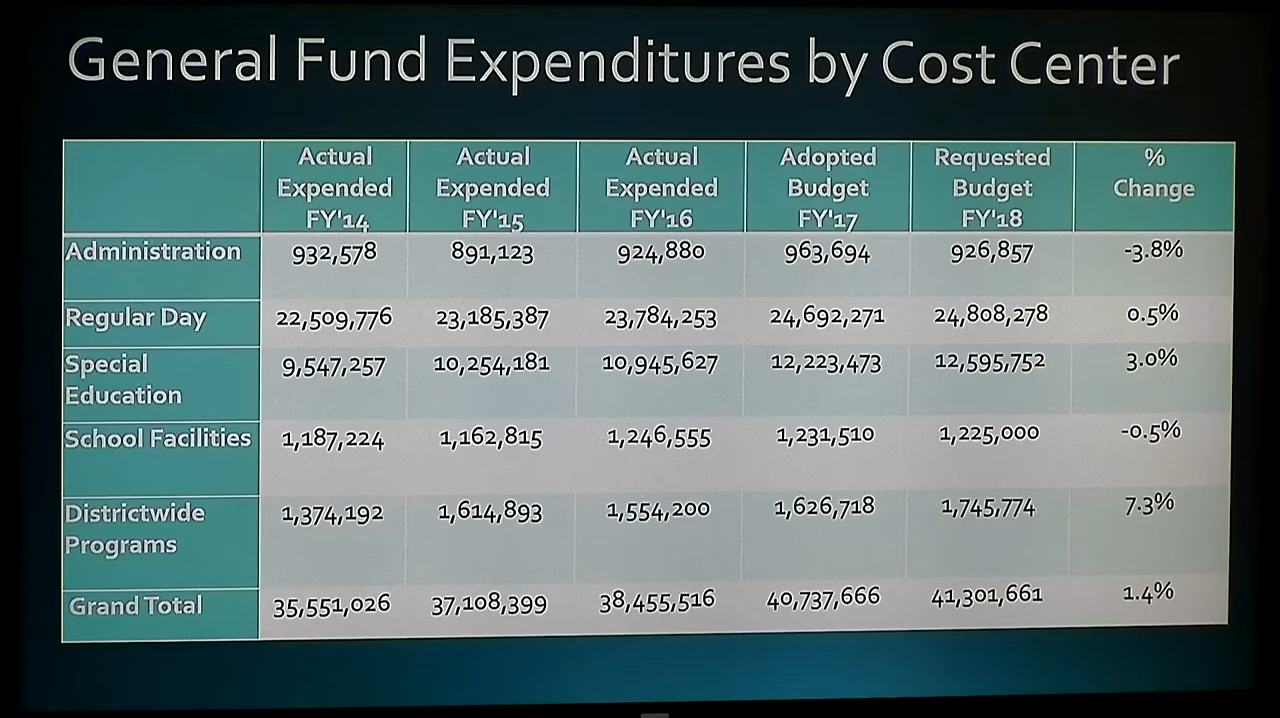 General Fund Expenditures by Cost Center
Actual Expended FY'14 Actual Expended FY'15 Actual Expended FY'16 Adopted Budget FY'17 Requested Budget FY'18 % Change
Administration 932,578 891,123 924,880 963,694 926,857 -3.8%
Regular Day 22,509,776 23,185,387 23,784,253 24,692,271 24,808,278 0.5%
Special Education 9,547,257 10,254,181 10,945,627 12,223,473 12,595,752 3.0%
School Facilities 1,187,224 1,162,815 1,246,555 1,231,510 1,225,000 -0.5%
Districtwide Programs 1,374,192 1,614,893 1,554,200 1,626,718 1,745,774 7.3%
Grand Total 35,551,026 37,108,399 38,455,516 40,737,666 41,301,661 1.4%